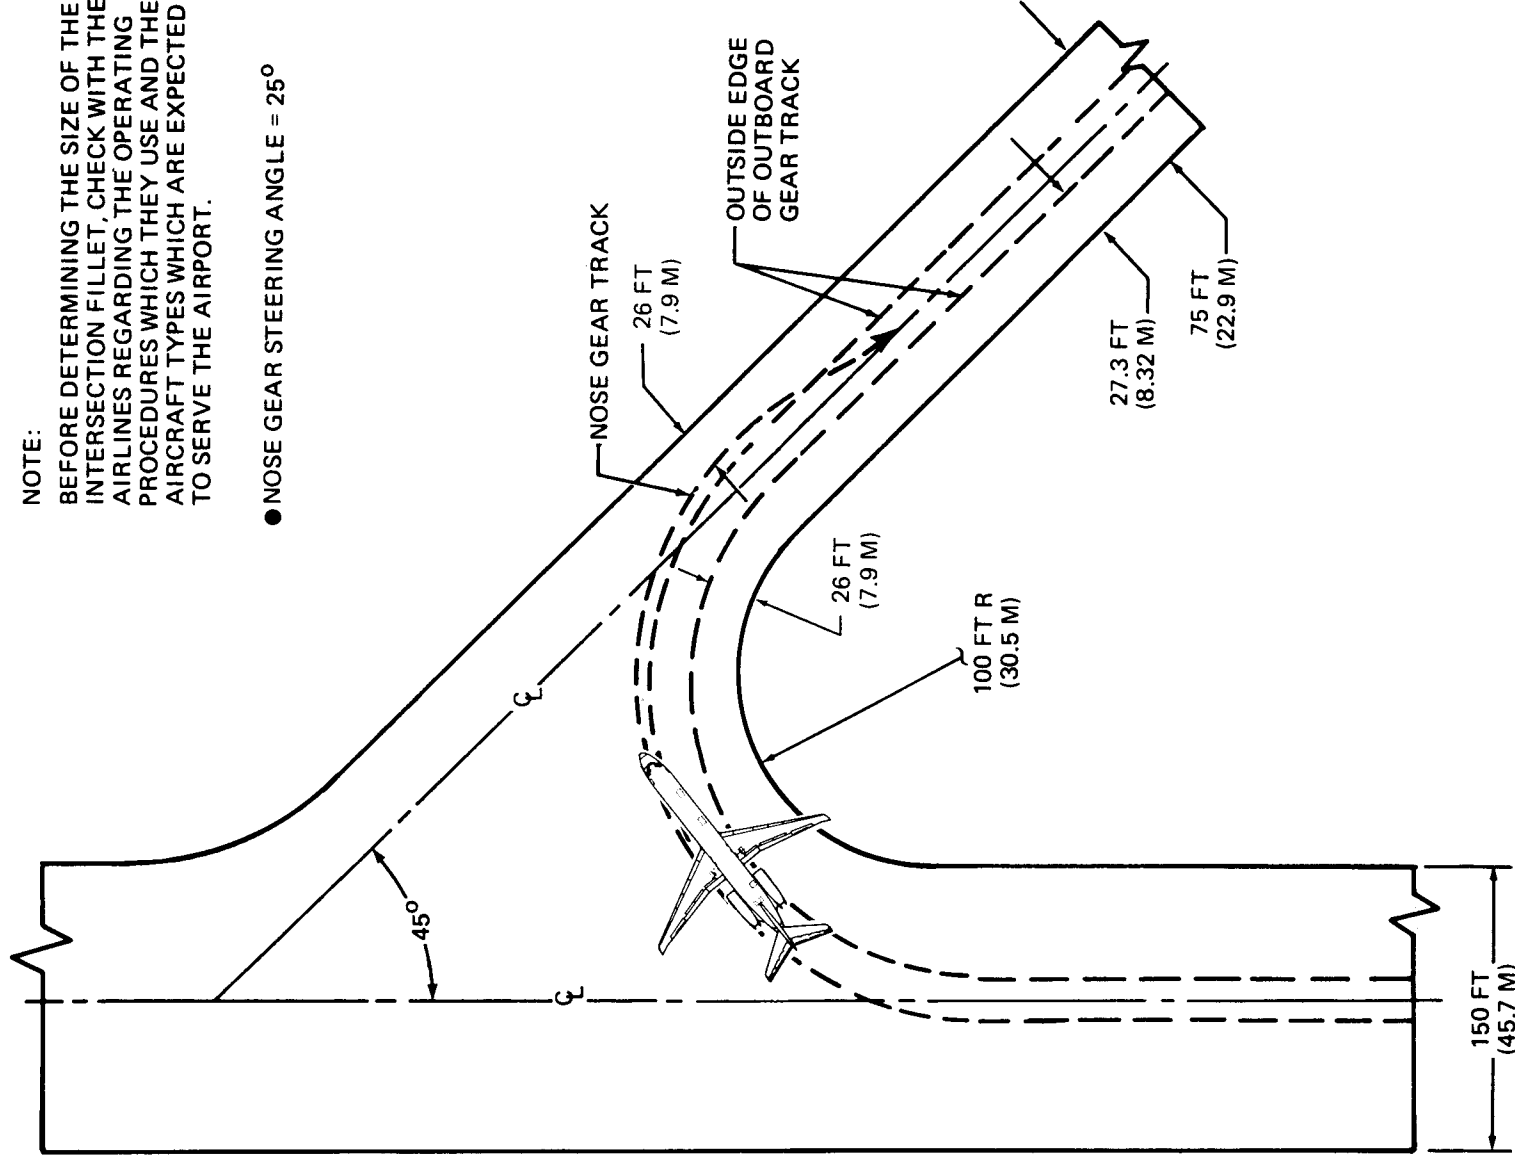 NOTE:
BEFORE DETERMINING THE SIZE OF THE
INTERSECTION FILLET, CHECK WITH THE
AIRLINES REGARDING THE OPERATING
PROCEDURES WHICH THEY USE AND THE
AIRCRAFT TYPES WHICH ARE EXPECTED
TO SERVE THE AIRPORT.
● NOSE GEAR STEERING ANGLE = 25°
NOSE GEAR TRACK
26 FT
(7.9 M)
OUTSIDE EDGE
OF OUTBOARD
GEAR TRACK
27.3 FT
(8.32 M)
75 FT
(22.9 M)
26 FT
(7.9 M)
100 FT R
(30.5 M)
℄
45°
℄
150 FT
(45.7 M)